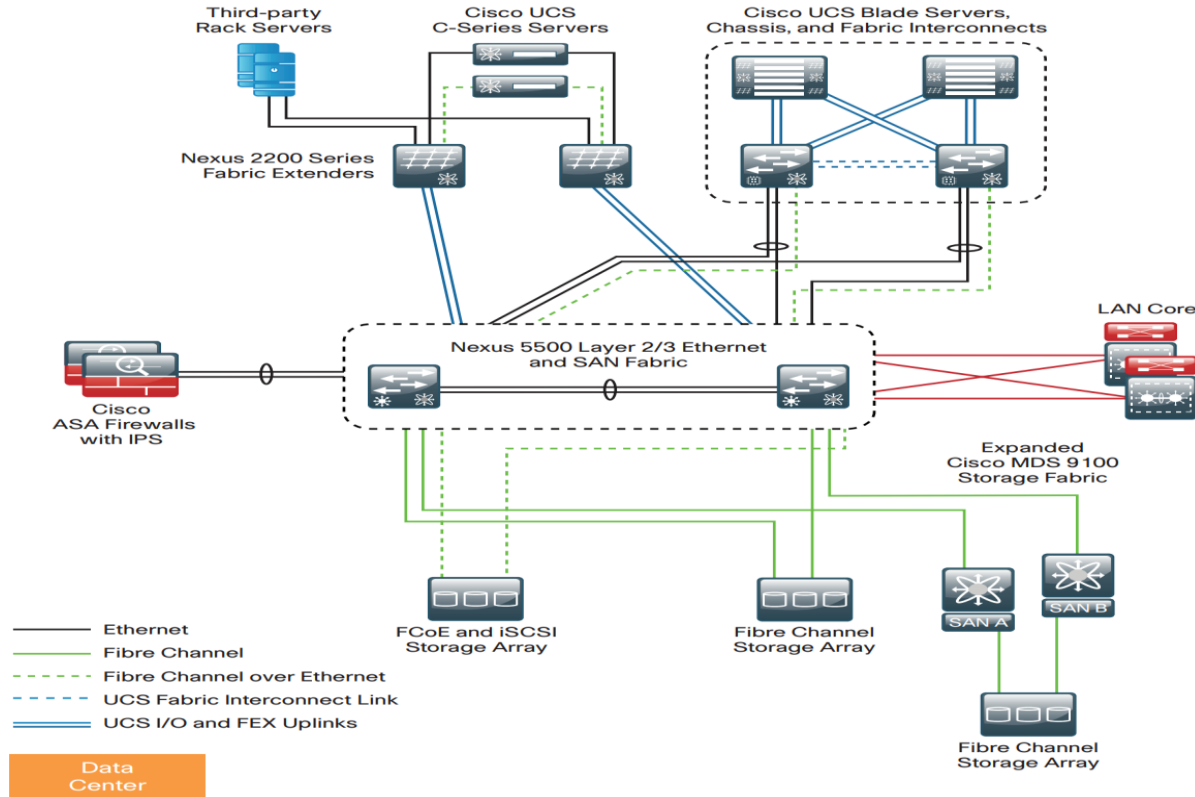 Third-party
Rack Servers
Cisco UCS
C-Series Servers
Cisco UCS Blade Servers,
Chassis, and Fabric Interconnects
Nexus 2200 Series
Fabric Extenders
LAN Core
Nexus 5500 Layer 2/3 Ethernet
and SAN Fabric
Cisco
ASA Firewalls
with IPS
Expanded
Cisco MDS 9100
Storage Fabric
SAN A
SAN B
FCoE and iSCSI
Storage Array
Fibre Channel
Storage Array
Fibre Channel
Storage Array
Ethernet
Fibre Channel
Fibre Channel over Ethernet
UCS Fabric Interconnect Link
UCS I/O and FEX Uplinks
Data
Center